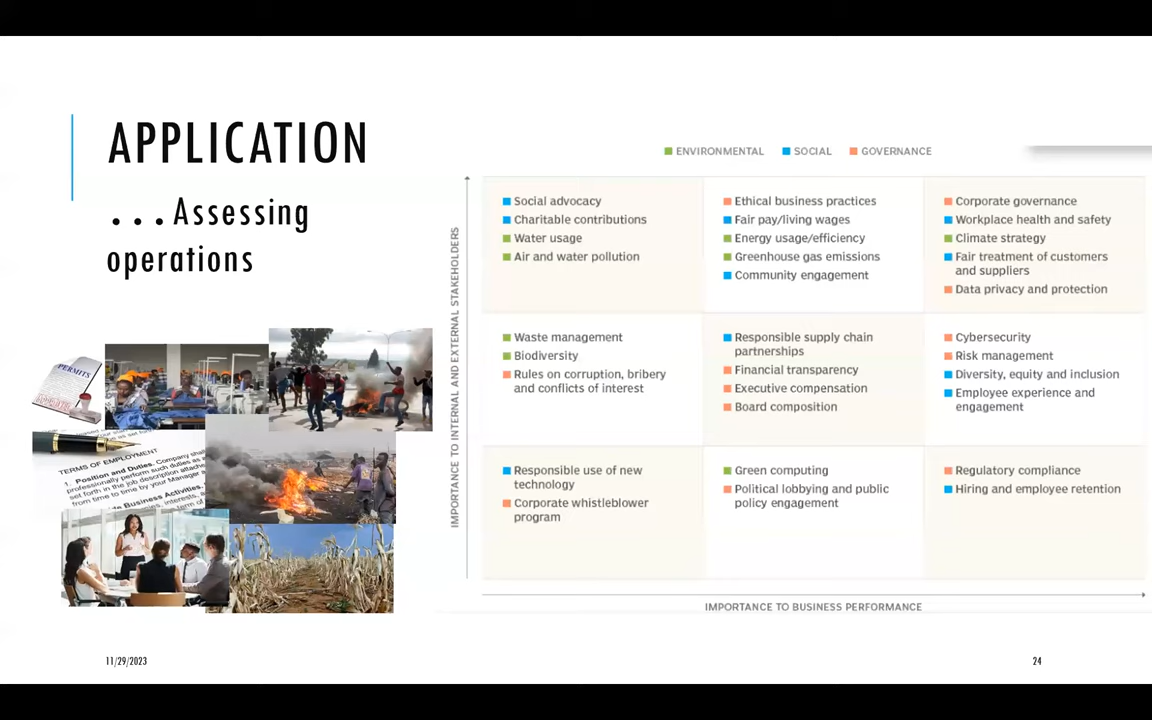 APPLICATION
...Assessing
operations
PERMITS
TERMS OF EMPLOYMENT
1. Position and Duties.
ENVIRONMENTAL SOCIAL GOVERNANCE
IMPORTANCE TO INTERNAL AND EXTERNAL STAKEHOLDERS
Social advocacy
Charitable contributions
Water usage
Air and water pollution
Ethical business practices
Fair pay/living wages
Energy usage/efficiency
Greenhouse gas emissions
Community engagement
Corporate governance
Workplace health and safety
Climate strategy
Fair treatment of customers
and suppliers
Data privacy and protection
Waste management
Biodiversity
Rules on corruption, bribery
and conflicts of interest
Responsible supply chain
partnerships
Financial transparency
Executive compensation
Board composition
Cybersecurity
Risk management
Diversity, equity and inclusion
Employee experience and
engagement
Responsible use of new
technology
Corporate whistleblower
program
Green computing
Political lobbying and public
policy engagement
Regulatory compliance
Hiring and employee retention
IMPORTANCE TO BUSINESS PERFORMANCE
11/29/2023
24